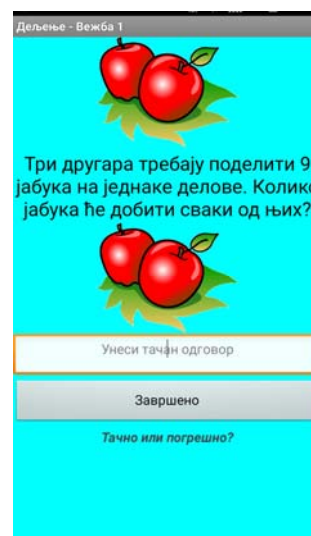 Дељење - Вежба 1
Три другара требају поделити 9
јабука на једнаке делове. Колико
јабука ће добити сваки од њих?
Унеси тачан одговор
Завршено
Тачно или погрешно?